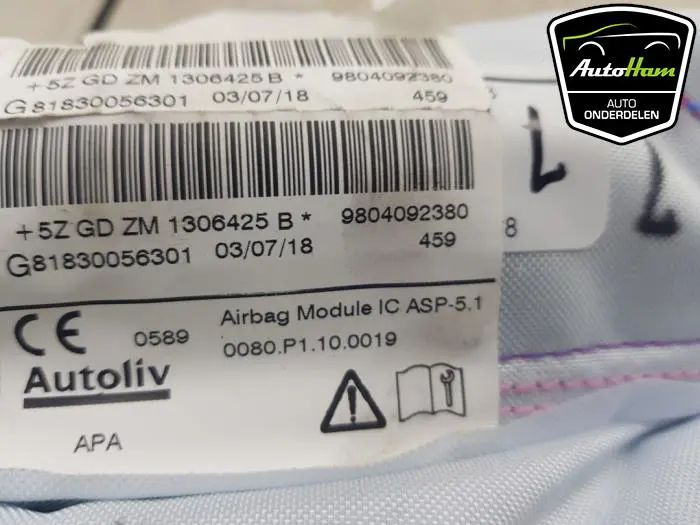 +5Z GD ZM 1306425 B * 9804092380
G81830056301 03/07/18 459
+5Z GD ZM 1306425 B * 9804092380
G81830056301 03/07/18 459
CE 0589 Airbag Module IC ASP-5.1
0080.P1.10.0019
Autoliv
APA
8
1
1
AutoHam
AUTO
ONDERDELEN